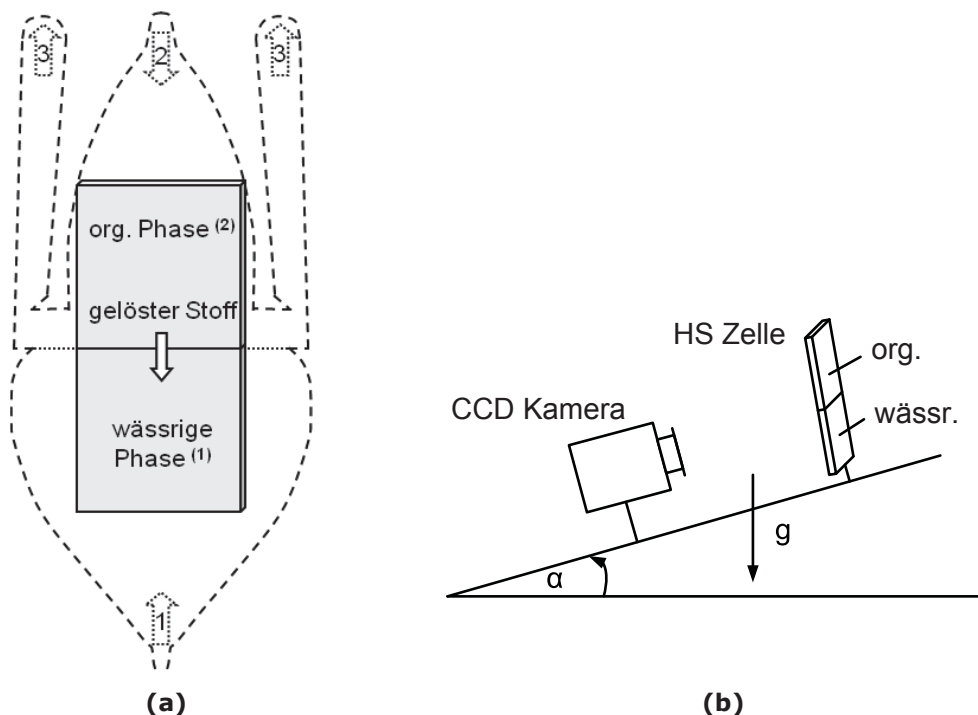 3
2
3
org. Phase (2)
gelöster Stoff
wässrige
Phase (1)
1
(a)
HS Zelle
org.
CCD Kamera
wässr.
g
α
(b)